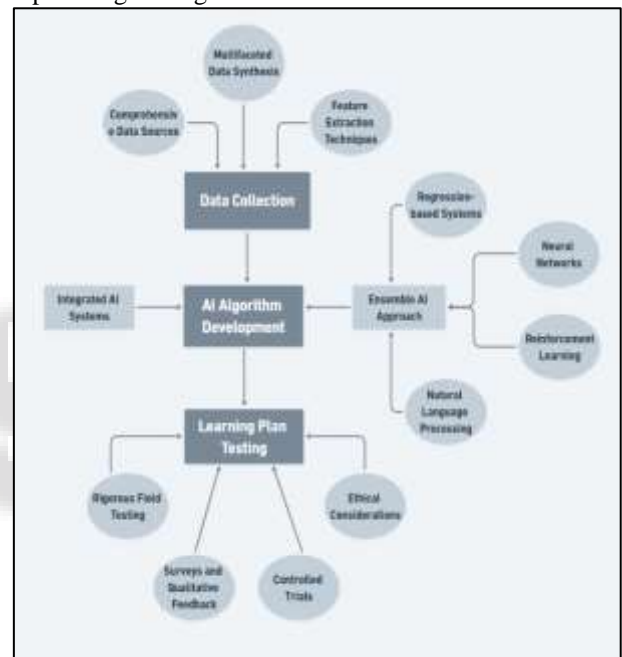 Multifaceted
Data Synthesis
Comprehensiv
e Data Sources
Feature
Extraction
Techniques
Data Collection
Regression-
based Systems
Neural
Networks
Integrated AI
Systems
AI Algorithm
Development
Ensemble AI
Approach
Reinforcement
Learning
Natural
Language
Processing
Learning Plan
Testing
Rigorous Field
Testing
Ethical
Considerations
Surveys and
Qualitative
Feedback
Controlled
Trials